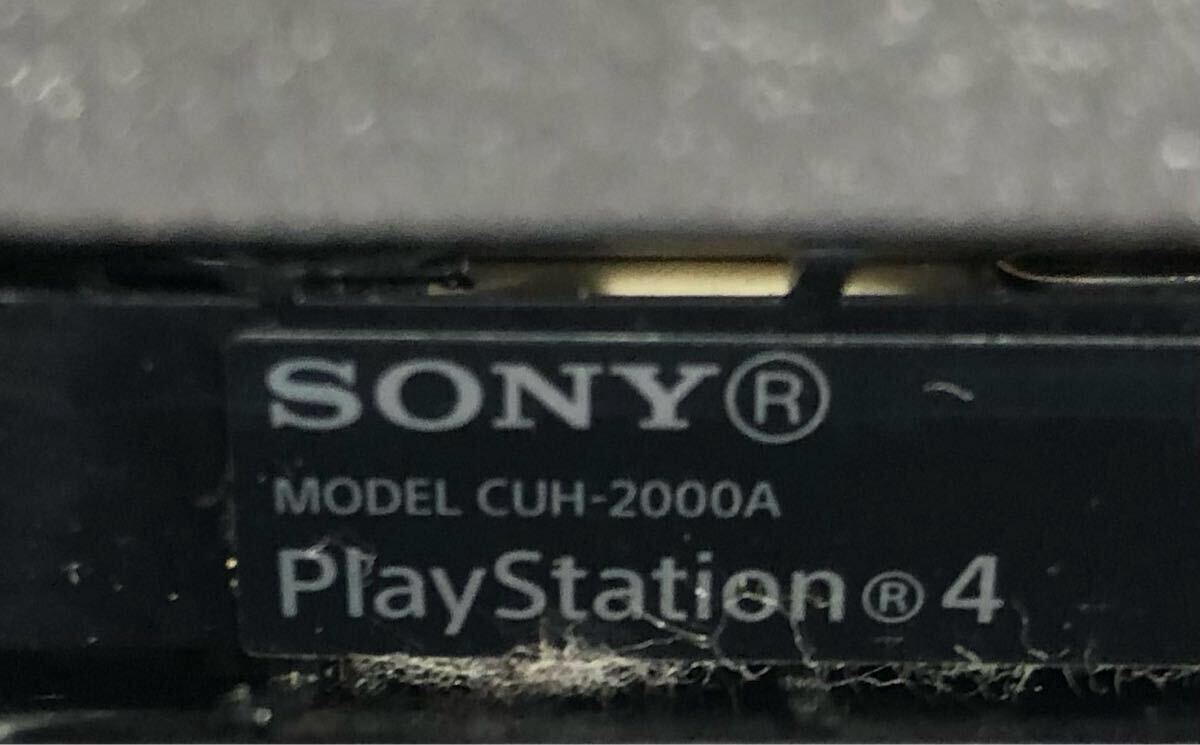 SONY®
MODEL CUH-2000A
PlayStation®4